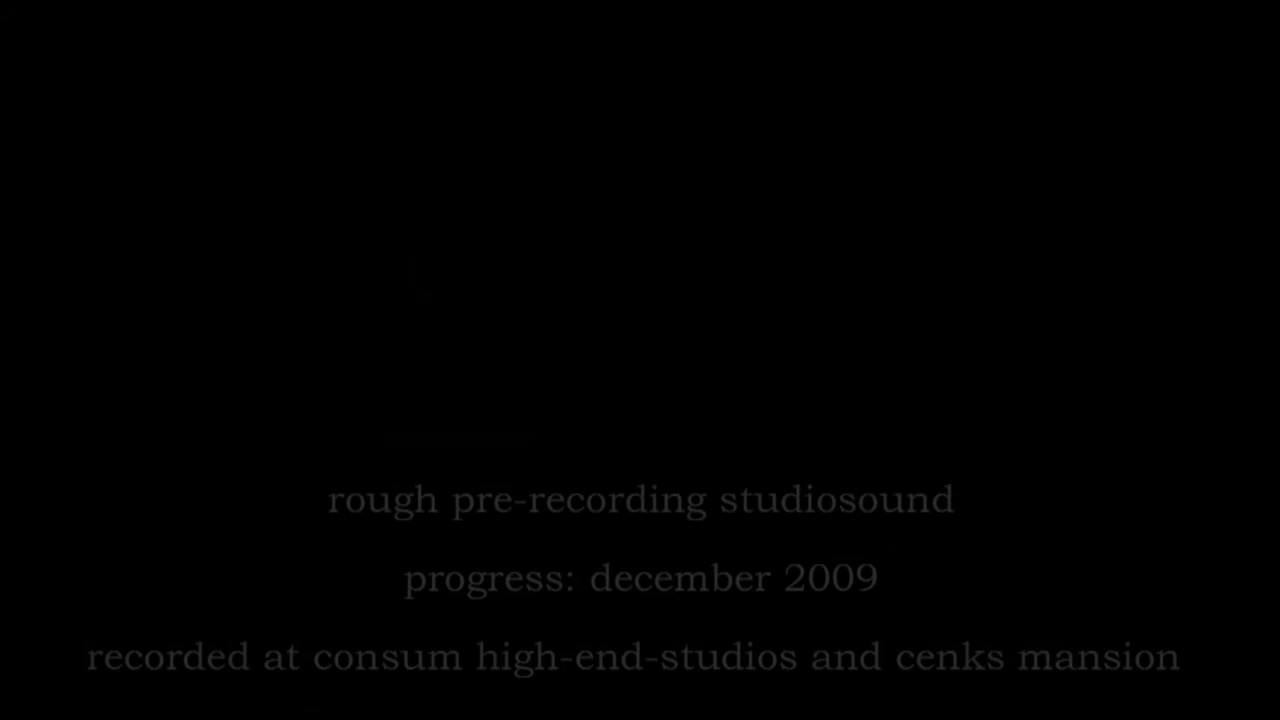 rough pre-recording studiosound
progress: december 2009
recorded at consum high-end-studios and cenks mansion